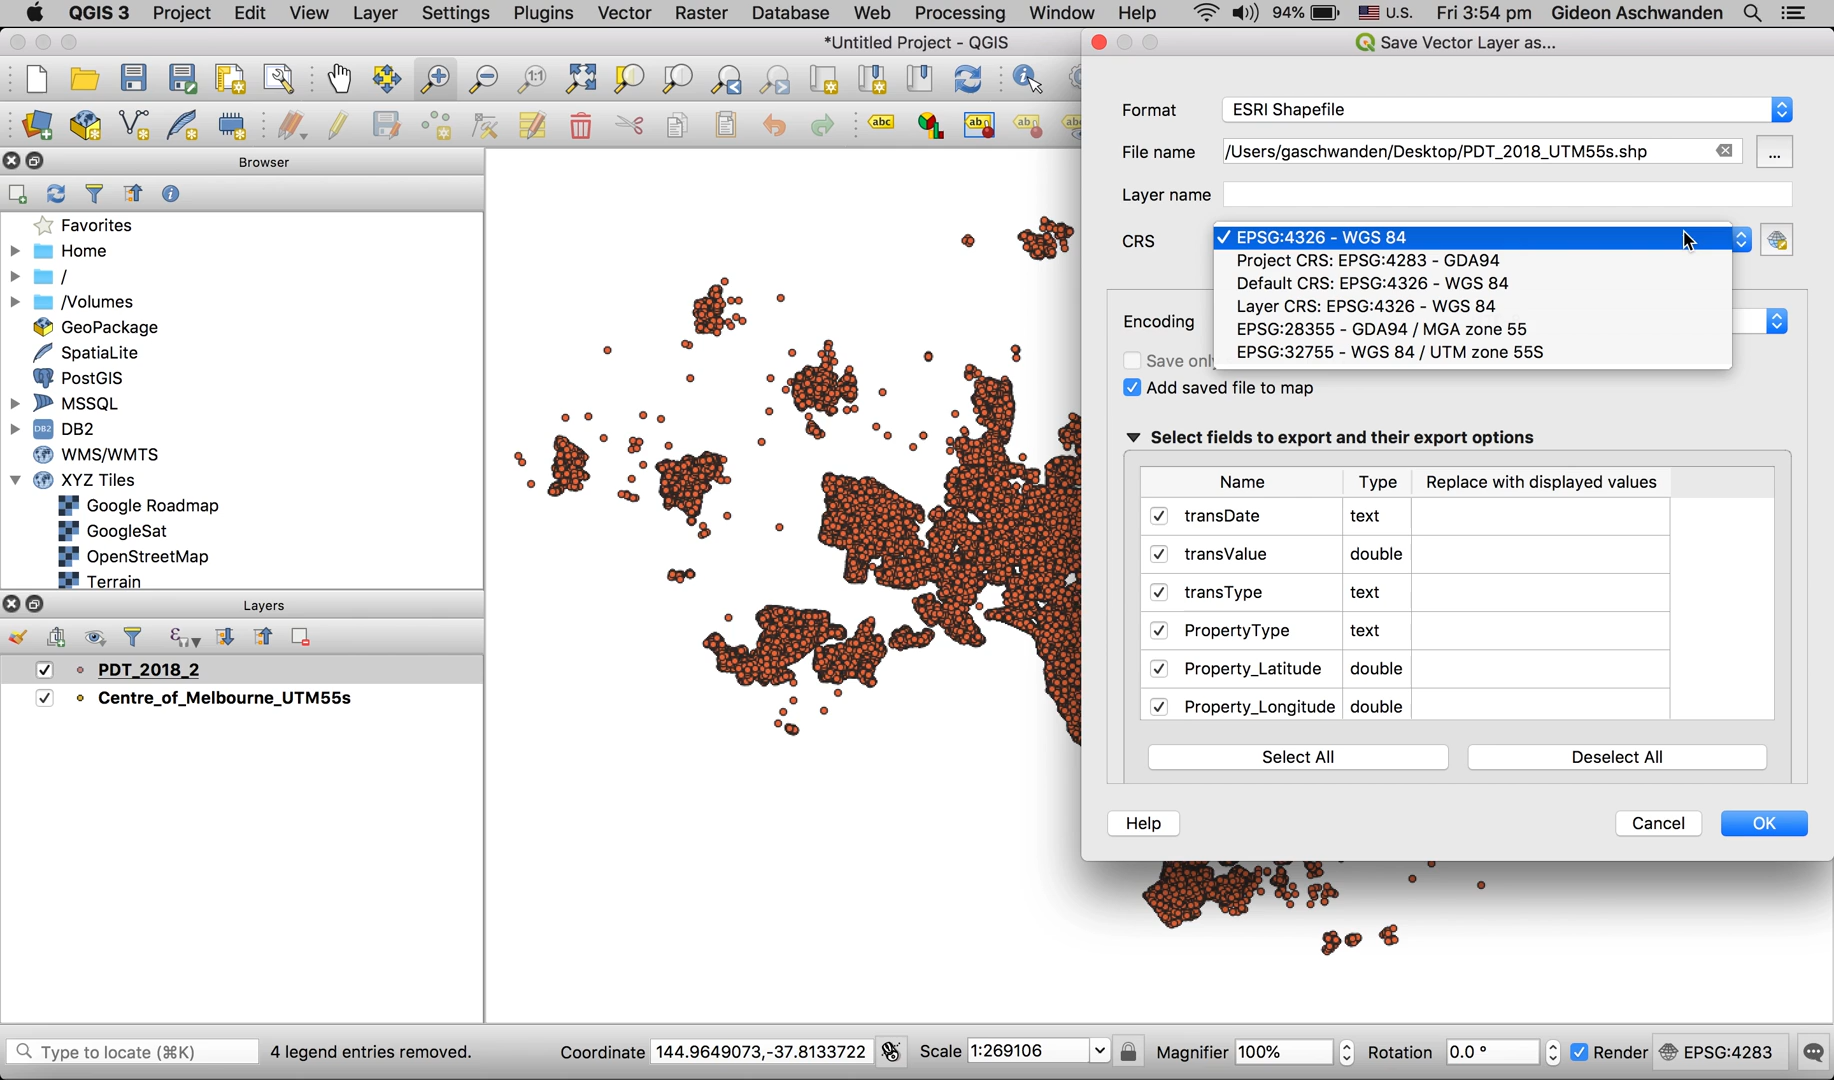 QGIS 3 Project Edit View Layer Settings Plugins Vector Raster Database Web Processing Window Help 94% U.S. Fri 3:54 pm Gideon Aschwanden
*Untitled Project - QGIS
Save Vector Layer as...
1:1
abc
ab
ab
Browser
Favorites
Home
/
/Volumes
GeoPackage
SpatiaLite
PostGIS
MSSQL
DB2 DB2
WMS/WMTS
XYZ Tiles
Google Roadmap
GoogleSat
OpenStreetMap
Terrain
Layers
PDT_2018_2
Centre_of_Melbourne_UTM55s
Format ESRI Shapefile
File name /Users/gaschwanden/Desktop/PDT_2018_UTM55s.shp ...
Layer name
CRS EPSG:4326 - WGS 84
Project CRS: EPSG:4283 - GDA94
Default CRS: EPSG:4326 - WGS 84
Layer CRS: EPSG:4326 - WGS 84
EPSG:28355 - GDA94 / MGA zone 55
EPSG:32755 - WGS 84 / UTM zone 55S
Encoding
Save only
Add saved file to map
Select fields to export and their export options
Name Type Replace with displayed values
transDate text
transValue double
transType text
PropertyType text
Property_Latitude double
Property_Longitude double
Select All Deselect All
Help Cancel OK
Type to locate (⌘K) 4 legend entries removed. Coordinate 144.9649073,-37.8133722 Scale 1:269106 Magnifier 100% Rotation 0.0 ° Render EPSG:4283